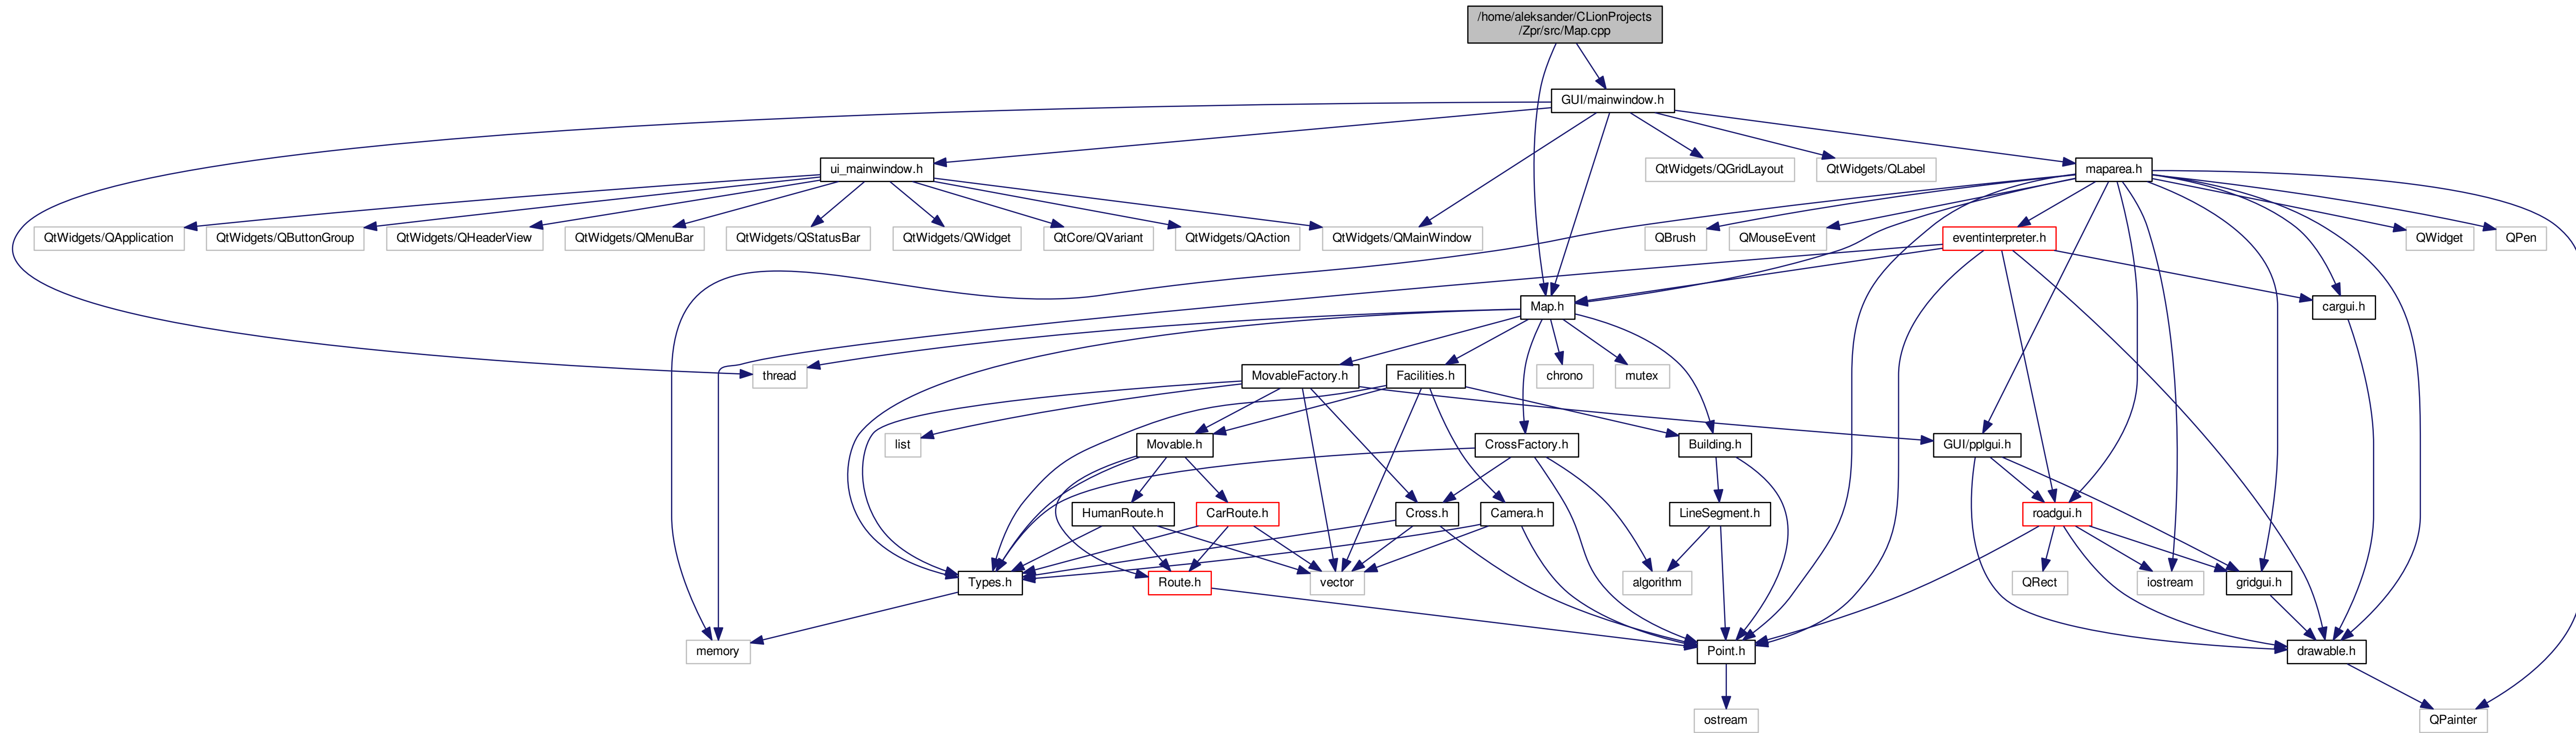 /home/aleksander/CLionProjects
/Zpr/src/Map.cpp
GUI/mainwindow.h
ui_mainwindow.h
QtWidgets/QGridLayout
QtWidgets/QLabel
maparea.h
QtWidgets/QApplication
QtWidgets/QButtonGroup
QtWidgets/QHeaderView
QtWidgets/QMenuBar
QtWidgets/QStatusBar
QtWidgets/QWidget
QtCore/QVariant
QtWidgets/QAction
QtWidgets/QMainWindow
QBrush
QMouseEvent
eventinterpreter.h
QWidget
QPen
Map.h
cargui.h
thread
MovableFactory.h
Facilities.h
chrono
mutex
list
Movable.h
CrossFactory.h
Building.h
GUI/pplgui.h
HumanRoute.h
CarRoute.h
Cross.h
Camera.h
LineSegment.h
roadgui.h
Types.h
Route.h
vector
algorithm
QRect
iostream
gridgui.h
memory
Point.h
drawable.h
ostream
QPainter